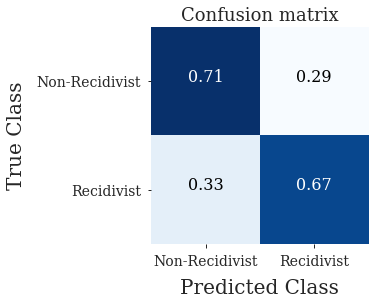 Confusion matrix
True Class
Non-Recidivist
0.71
0.29
Recidivist
0.33
0.67
Non-Recidivist
Recidivist
Predicted Class